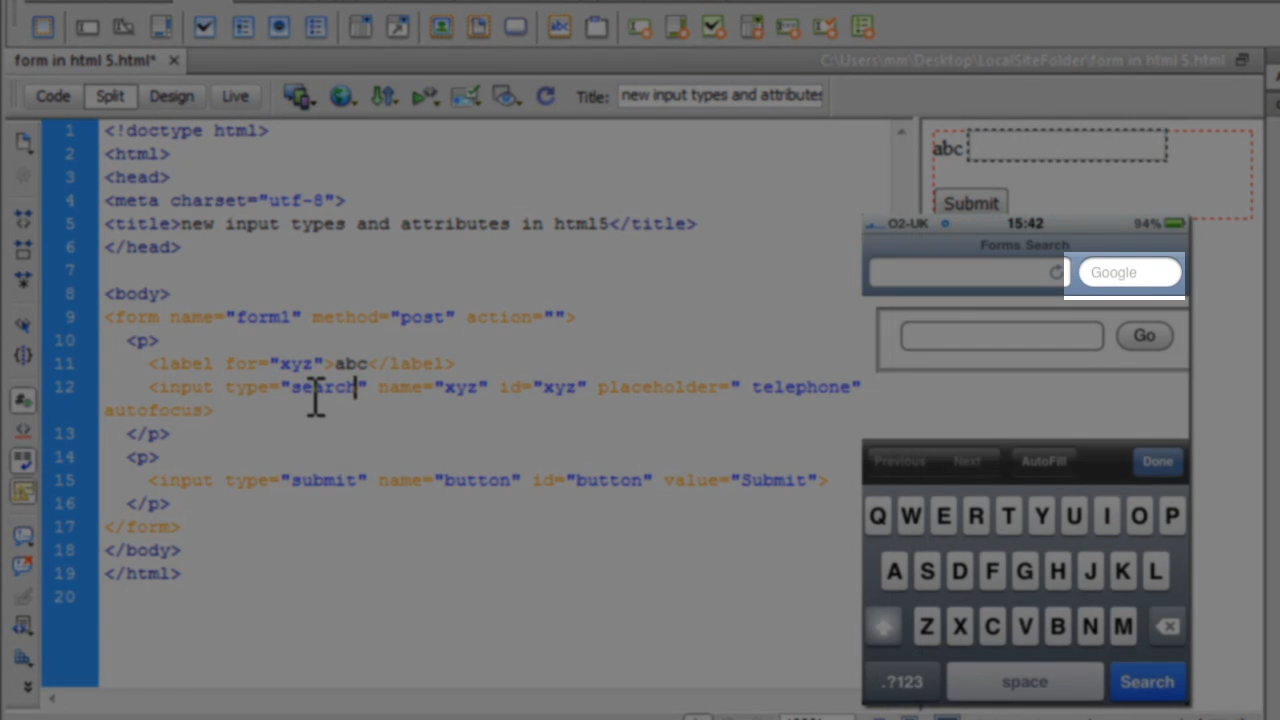 form in html 5.html*
C:\Users\mm\Desktop\LocalSiteFolder\form in html 5.html
Code Split Design Live Title: new input types and attributes
1 <!doctype html>
2 <html>
3 <head>
4 <meta charset="utf-8">
5 <title>new input types and attributes in html5</title>
6 </head>
7
8 <body>
9 <form name="form1" method="post" action="">
10 <p>
11 <label for="xyz">abc</label>
12 <input type="search" name="xyz" id="xyz" placeholder=" telephone"
autofocus>
13 </p>
14 <p>
15 <input type="submit" name="button" id="button" value="Submit">
16 </p>
17 </form>
18 </body>
19 </html>
20
abc
Submit
O2-UK 15:42 94%
Forms Search
Google
Go
Previous Next AutoFill Done
Q W E R T Y U I O P
A S D F G H J K L
Z X C V B N M
.?123 space Search